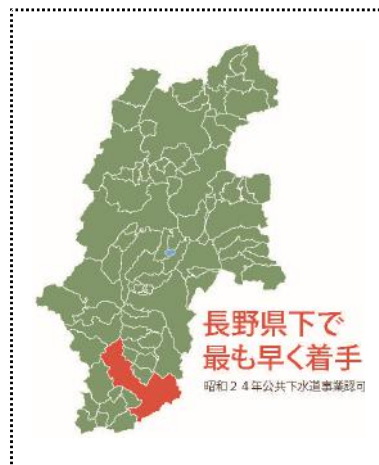 長野県下で
最も早く着手
昭和24年公共下水道事業認可